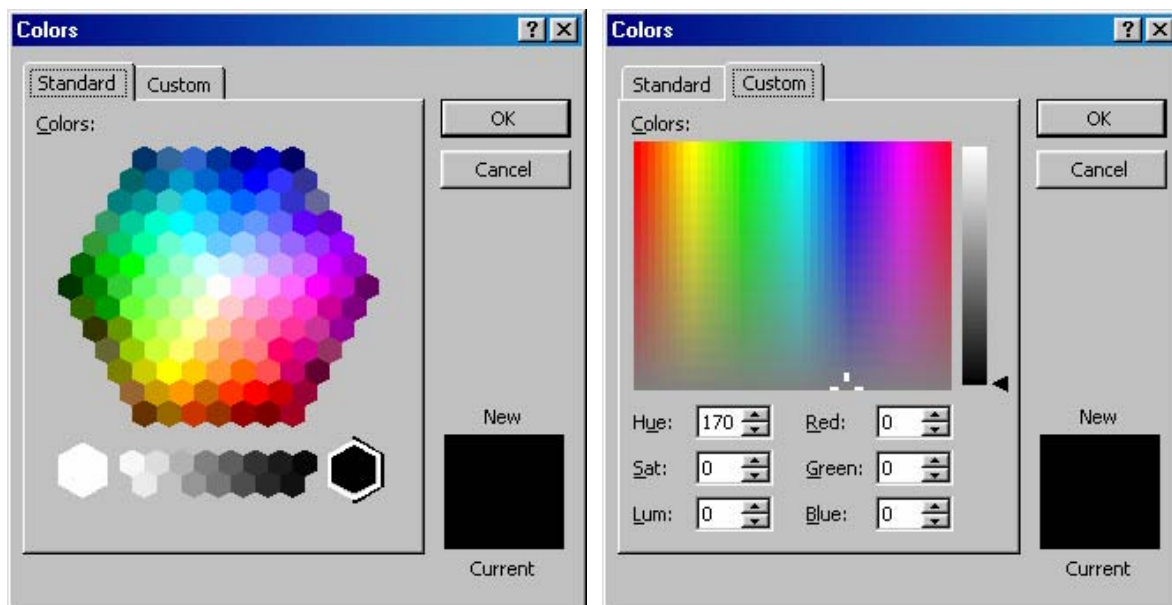 Colors
Standard Custom
Colors:
OK
Cancel
New
Current
Colors
Standard Custom
Colors:
OK
Cancel
Hue: 170 Red: 0
Sat: 0 Green: 0
Lum: 0 Blue: 0
New
Current